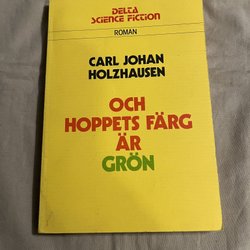 DELTA
SCIENCE FICTION
ROMAN
CARL JOHAN
HOLZHAUSEN
OCH
HOPPETS FÄRG
ÄR
GRÖN